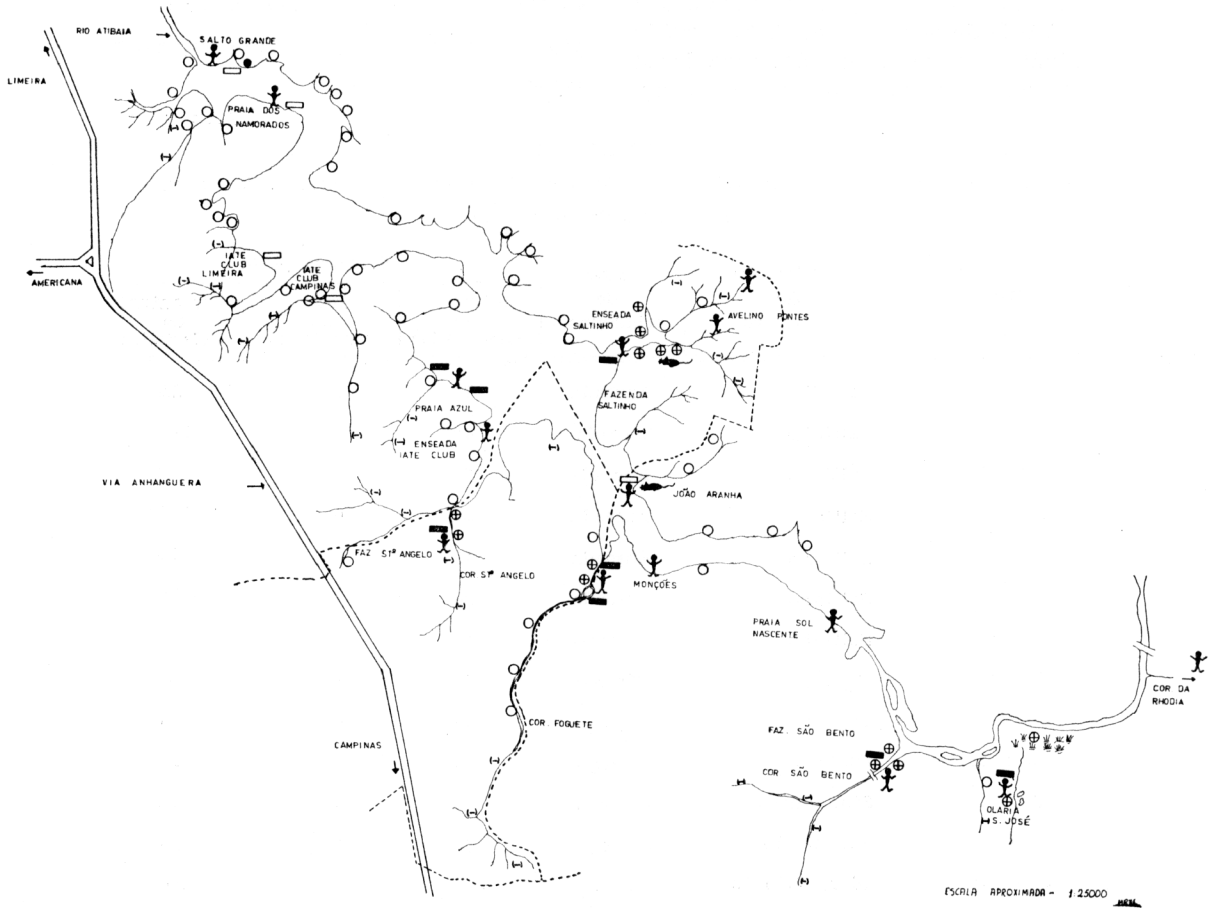 RIO ATIBAIA
SALTO GRANDE
LIMEIRA
PRAIA DOS
NAMORADOS
IATE
CLUB
LIMEIRA
IATE
CLUB
CAMPINAS
AMERICANA
ENSEADA
SALTINHO
AVELINO PONTES
FAZENDA
SALTINHO
PRAIA AZUL
ENSEADA
IATE CLUB
VIA ANHANGUERA
JOÃO ARANHA
FAZ STº ANGELO
COR STº ANGELO
MONÇÕES
PRAIA SOL
NASCENTE
COR DA
RHODIA
COR. FOGUETE
FAZ. SÃO BENTO
CAMPINAS
COR SÃO BENTO
OLARIA
S. JOSÉ
ESCALA APROXIMADA - 1:25000